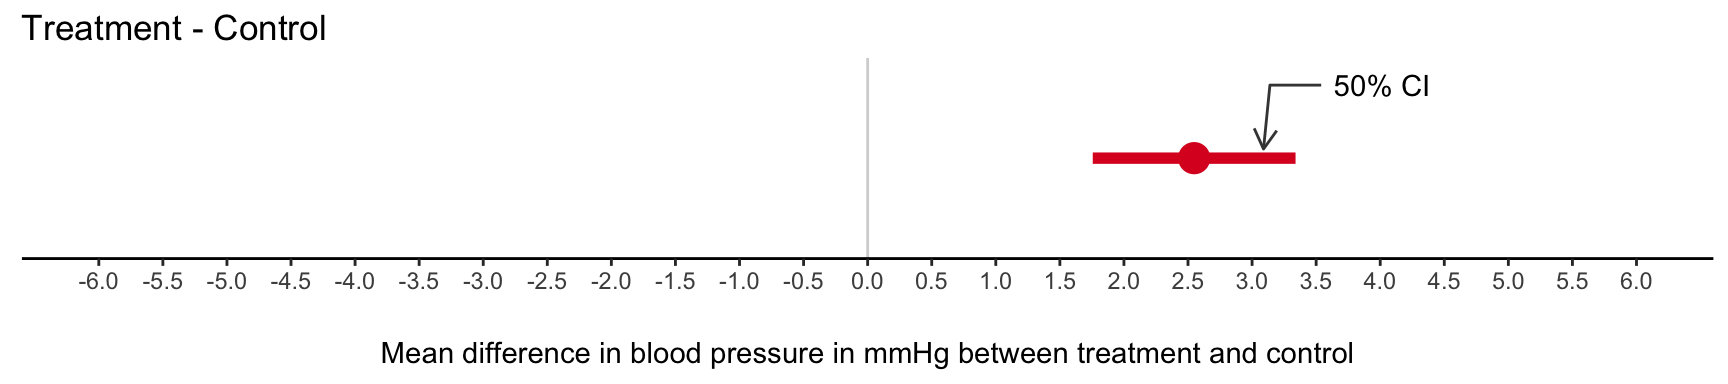 Treatment - Control
50% CI
-6.0 -5.5 -5.0 -4.5 -4.0 -3.5 -3.0 -2.5 -2.0 -1.5 -1.0 -0.5 0.0 0.5 1.0 1.5 2.0 2.5 3.0 3.5 4.0 4.5 5.0 5.5 6.0
Mean difference in blood pressure in mmHg between treatment and control